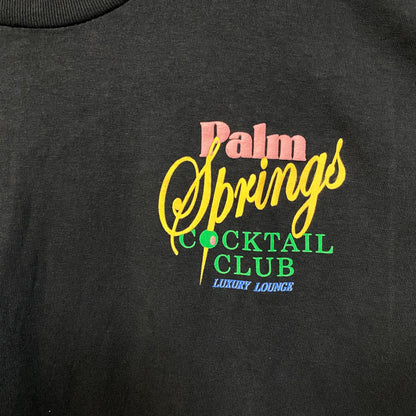 Palm
Springs
COCKTAIL
CLUB
LUXURY LOUNGE